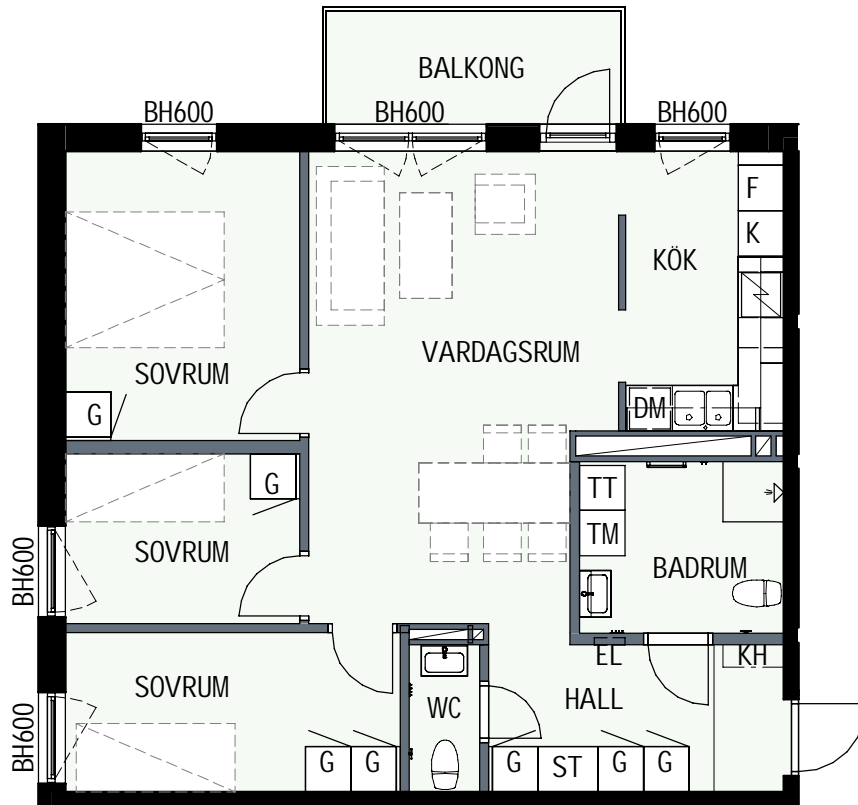 BALKONG
BH600
BH600
BH600
F
K
KÖK
VARDAGSRUM
SOVRUM
G
DM
G
TT
TM
SOVRUM
BADRUM
BH600
EL
KH
SOVRUM
WC
HALL
BH600
G
G
G
ST
G
G